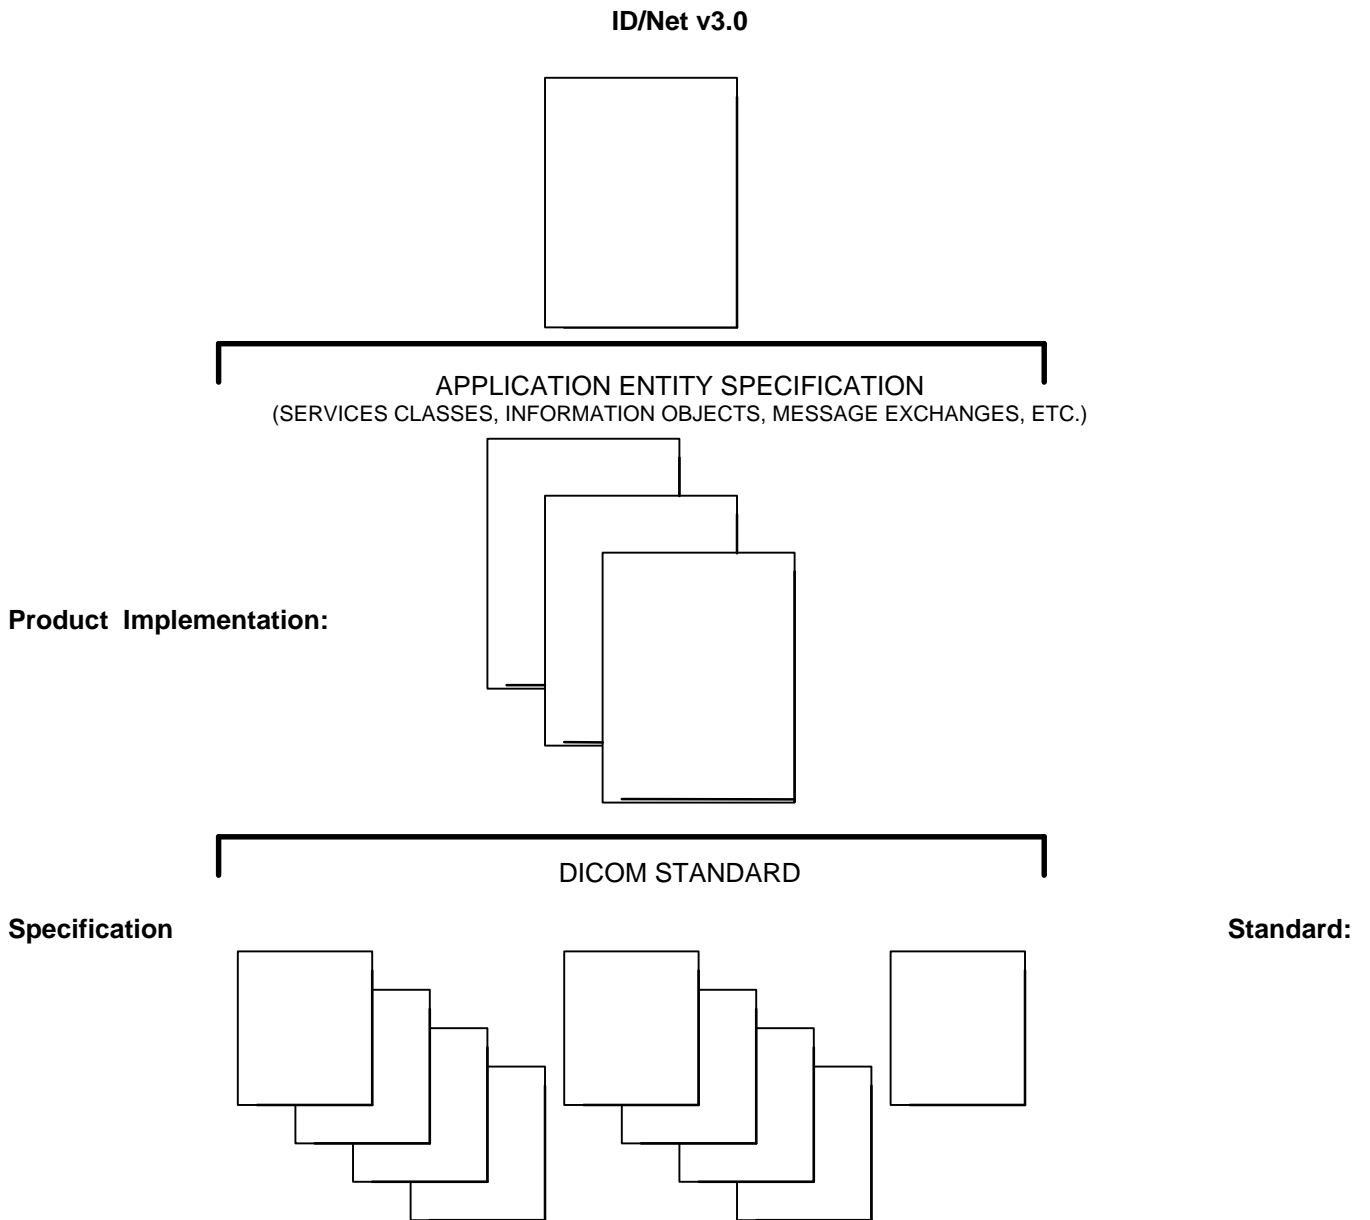 ID/Net v3.0
APPLICATION ENTITY SPECIFICATION
(SERVICES CLASSES, INFORMATION OBJECTS, MESSAGE EXCHANGES, ETC.)
Product Implementation:
DICOM STANDARD
Specification Standard: